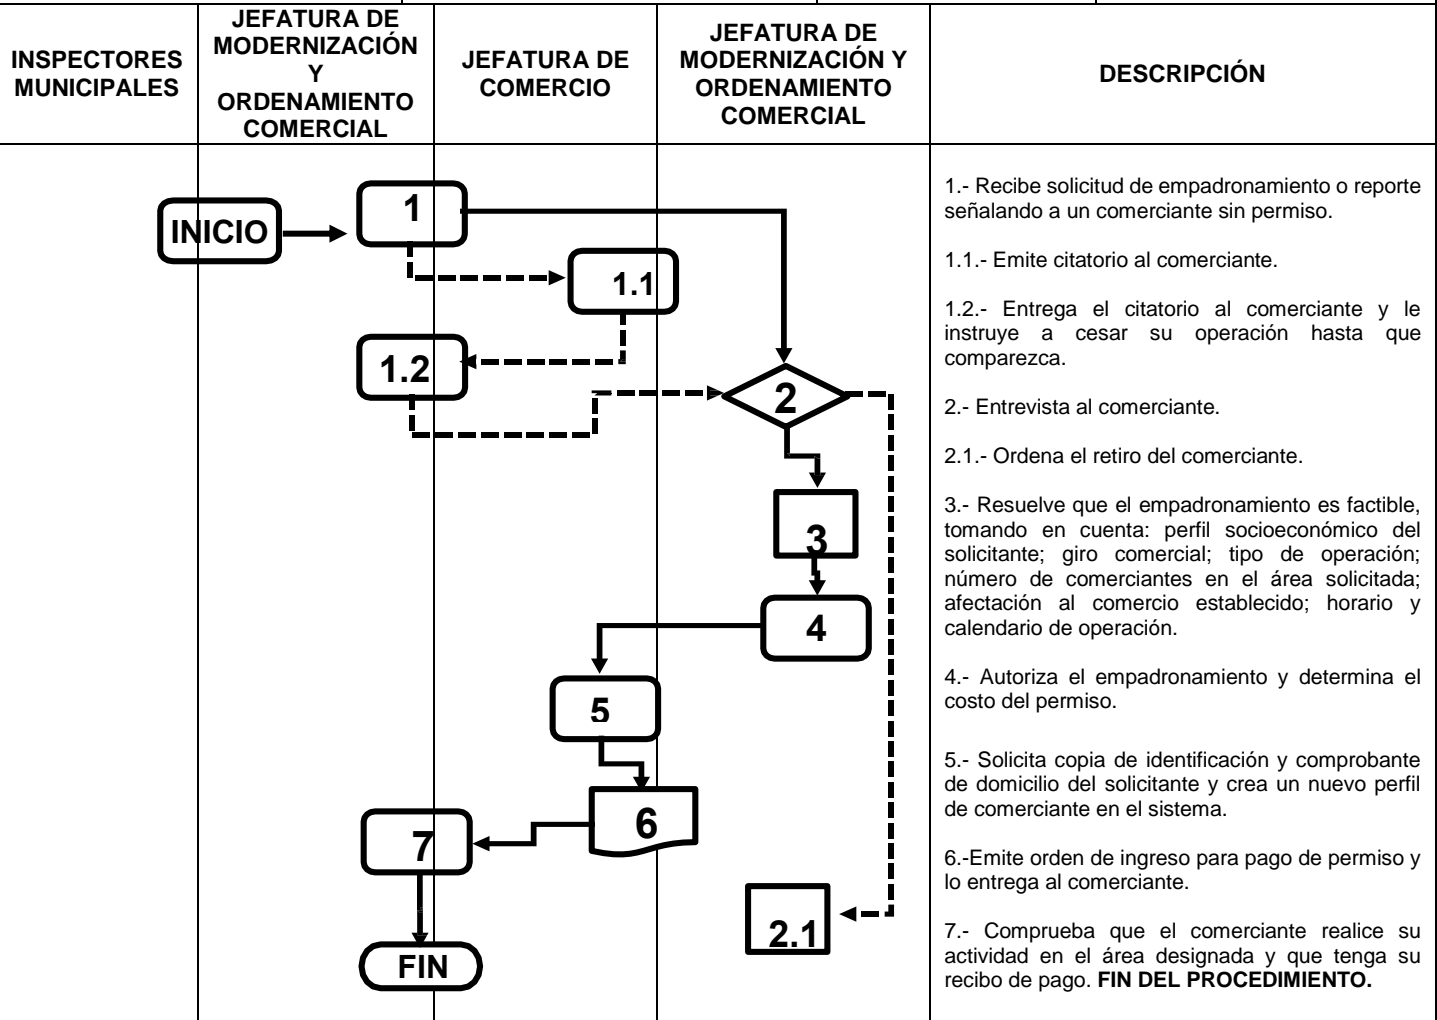 INSPECTORES
MUNICIPALES
JEFATURA DE
MODERNIZACIÓN
Y
ORDENAMIENTO
COMERCIAL
JEFATURA DE
COMERCIO
JEFATURA DE
MODERNIZACIÓN Y
ORDENAMIENTO
COMERCIAL
DESCRIPCIÓN
INICIO
1
1.1
1.2
2
3
4
5
6
7
2.1
FIN
1.- Recibe solicitud de empadronamiento o reporte
señalando a un comerciante sin permiso.
1.1.- Emite citatorio al comerciante.
1.2.- Entrega el citatorio al comerciante y le
instruye a cesar su operación hasta que
comparezca.
2.- Entrevista al comerciante.
2.1.- Ordena el retiro del comerciante.
3.- Resuelve que el empadronamiento es factible,
tomando en cuenta: perfil socioeconómico del
solicitante; giro comercial; tipo de operación;
número de comerciantes en el área solicitada;
afectación al comercio establecido; horario y
calendario de operación.
4.- Autoriza el empadronamiento y determina el
costo del permiso.
5.- Solicita copia de identificación y comprobante
de domicilio del solicitante y crea un nuevo perfil
de comerciante en el sistema.
6.-Emite orden de ingreso para pago de permiso y
lo entrega al comerciante.
7.- Comprueba que el comerciante realice su
actividad en el área designada y que tenga su
recibo de pago. FIN DEL PROCEDIMIENTO.